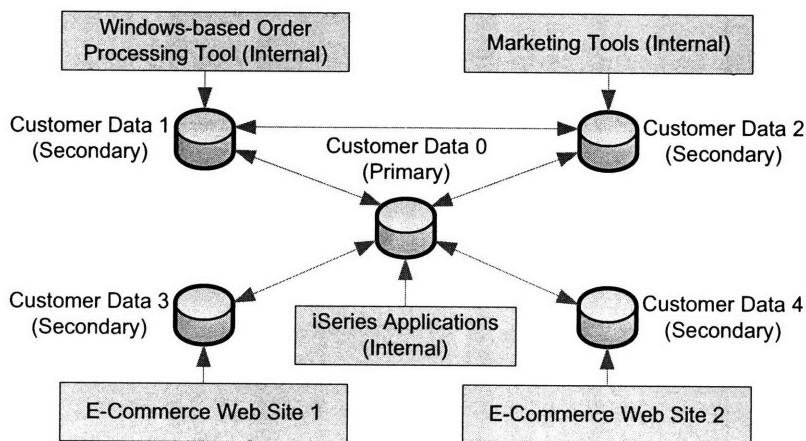 Windows-based Order
Processing Tool (Internal)
Marketing Tools (Internal)
Customer Data 1
(Secondary)
Customer Data 0
(Primary)
Customer Data 2
(Secondary)
Customer Data 3
(Secondary)
iSeries Applications
(Internal)
Customer Data 4
(Secondary)
E-Commerce Web Site 1
E-Commerce Web Site 2